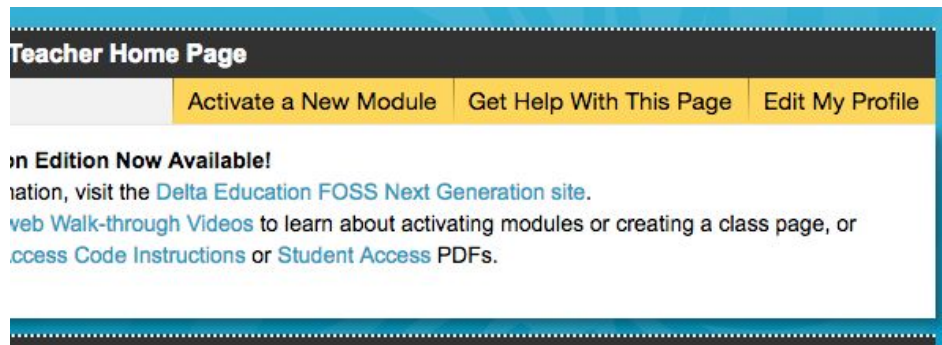 Teacher Home Page
Activate a New Module Get Help With This Page Edit My Profile
on Edition Now Available!
nation, visit the Delta Education FOSS Next Generation site.
web Walk-through Videos to learn about activating modules or creating a class page, or
ccess Code Instructions or Student Access PDFs.